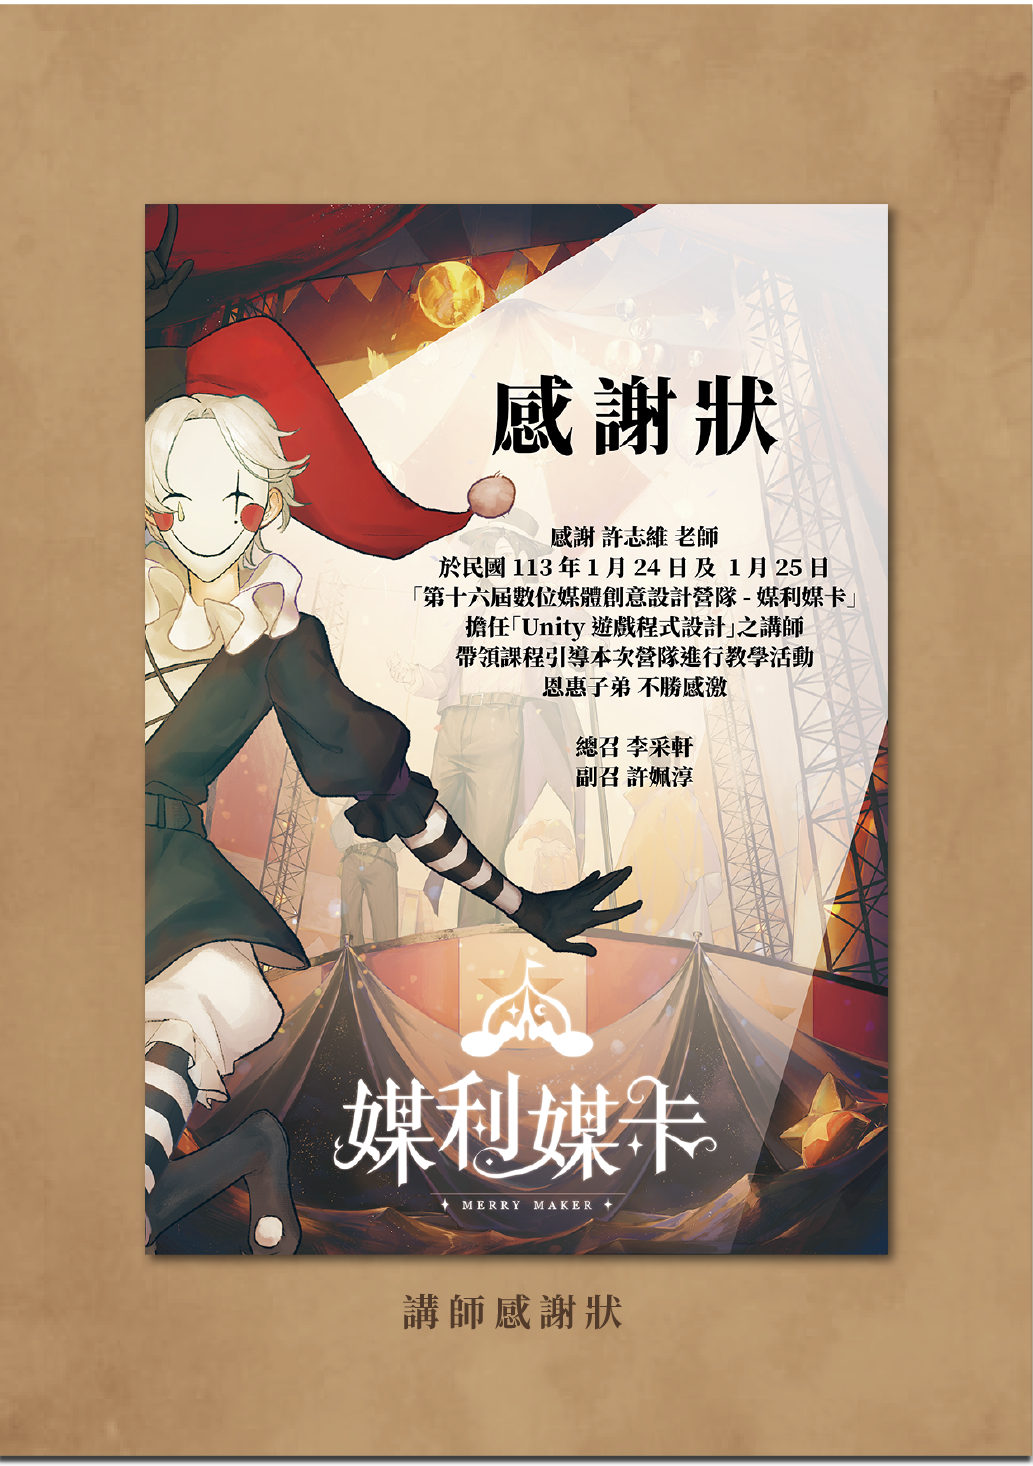 感謝狀
感謝 許志維 老師
於民國 113 年 1 月 24 日 及 1 月 25 日
「第十六屆數位媒體創意設計營隊 - 媒利媒卡」
擔任「Unity 遊戲程式設計」之講師
帶領課程引導本次營隊進行教學活動
恩惠子弟 不勝感激
總召 李采軒
副召 許姵淳
媒利媒卡
MERRY MAKER
講師感謝狀